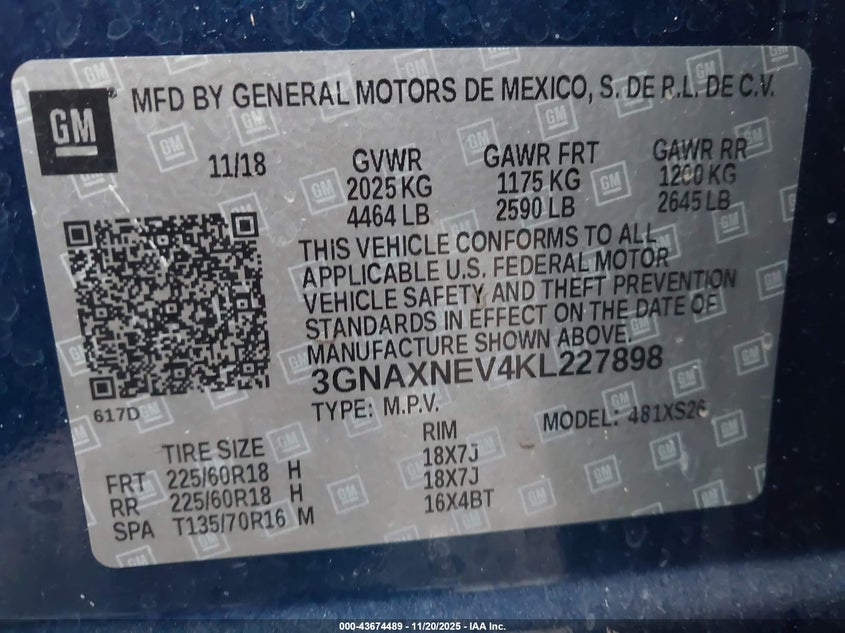 GM
MFD BY GENERAL MOTORS DE MEXICO, S. DE R.L. DE C.V.
11/18 GVWR GAWR FRT GAWR RR
2025 KG 1175 KG 1200 KG
4464 LB 2590 LB 2645 LB
THIS VEHICLE CONFORMS TO ALL
APPLICABLE U.S. FEDERAL MOTOR
VEHICLE SAFETY AND THEFT PREVENTION
STANDARDS IN EFFECT ON THE DATE OF
MANUFACTURE SHOWN ABOVE.
3GNAXNEV4KL227898
617D
TYPE: M.P.V. MODEL: 481XS26
TIRE SIZE RIM
FRT 225/60R18 H 18X7J
RR 225/60R18 H 18X7J
SPA T135/70R16 M 16X4BT
000-43674489 - 11/20/2025 - IAA Inc.